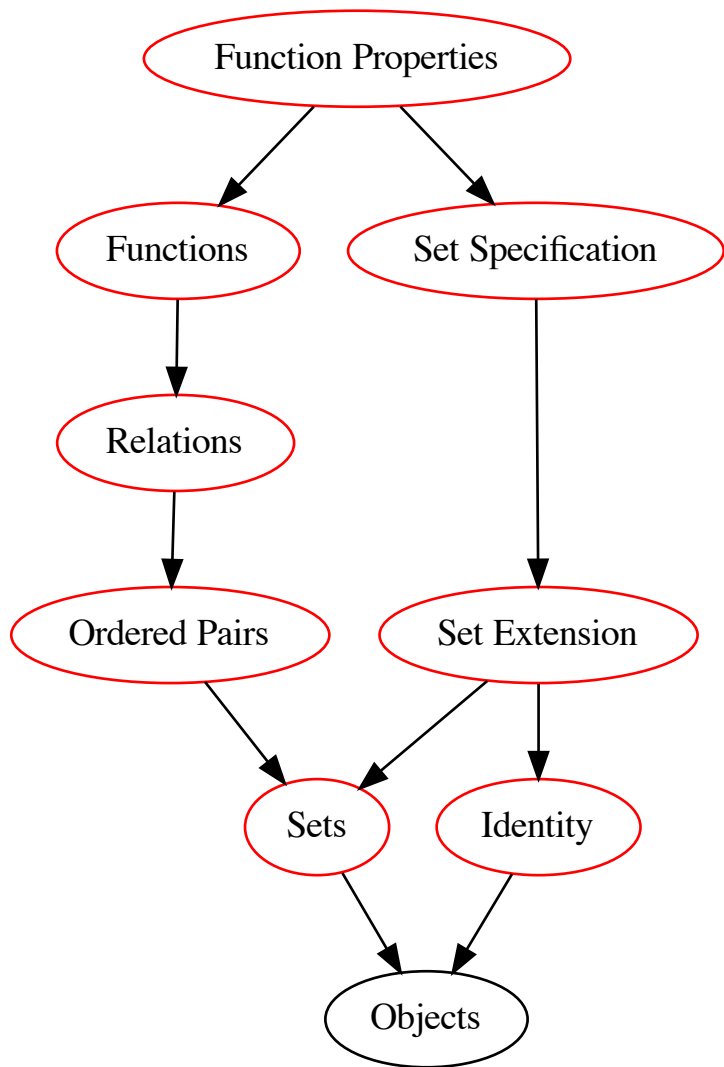 Function Properties
Functions
Set Specification
Relations
Ordered Pairs
Set Extension
Sets
Identity
Objects